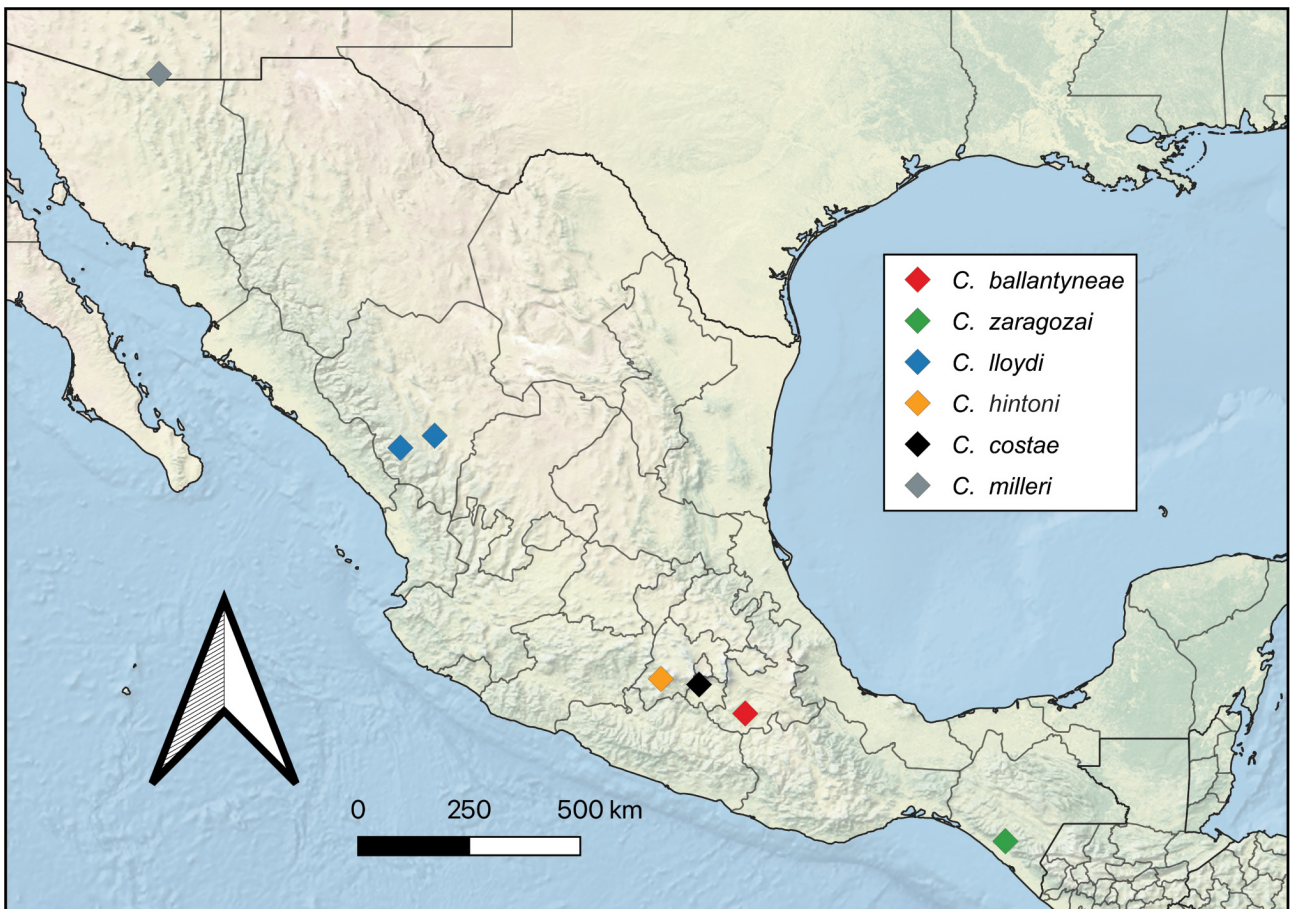 C. ballantyneae
C. zaragozai
C. lloydi
C. hintoni
C. costae
C. milleri
0 250 500 km